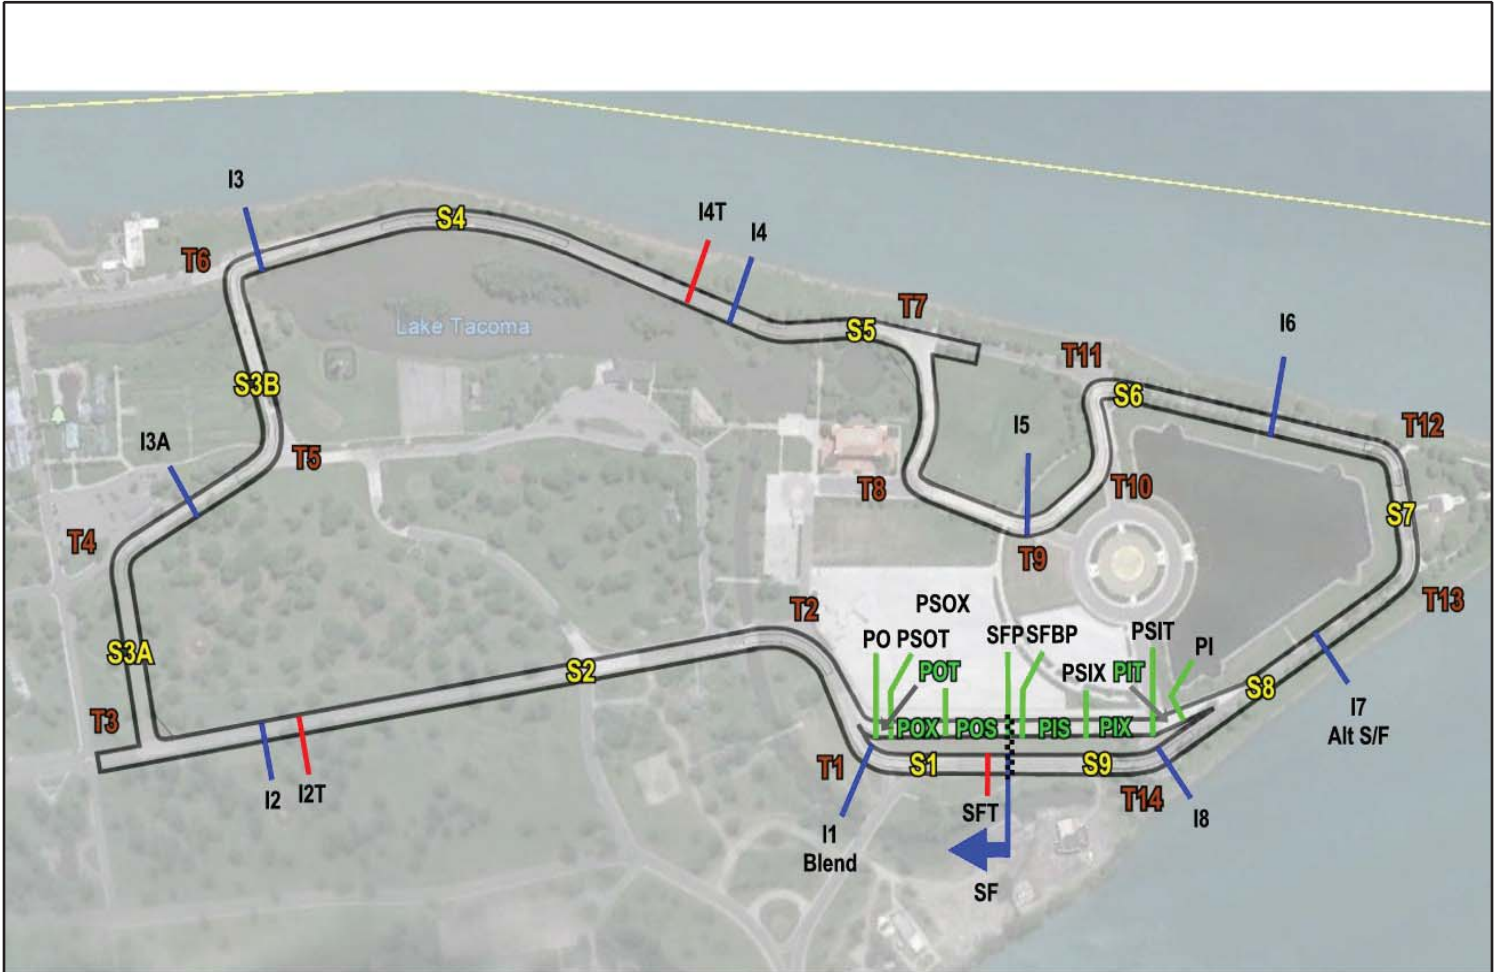 I3
I4T
I4
S4
T6
T7
Lake Tacoma
S5
I6
T11
S3B
S6
T12
I3A
I5
T5
T8
T10
S7
T4
T9
T13
PSOX
T2
PO
PSOT
SFP
SFBP
PSIT
PI
S3A
S2
POT
PSIX
PIT
S8
T3
POX
POS
PIS
PIX
I7
Alt S/F
T1
S1
S9
I2
I2T
T14
SFT
I8
I1
Blend
SF